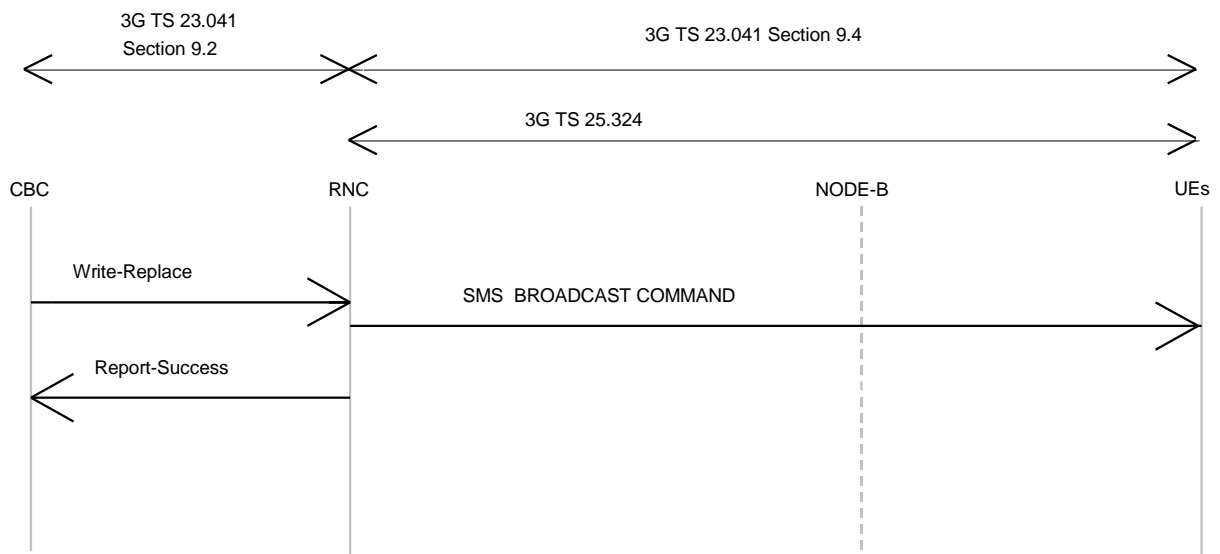 3G TS 23.041
Section 9.2
3G TS 23.041 Section 9.4
3G TS 25.324
CBC
RNC
NODE-B
UEs
Write-Replace
SMS BROADCAST COMMAND
Report-Success